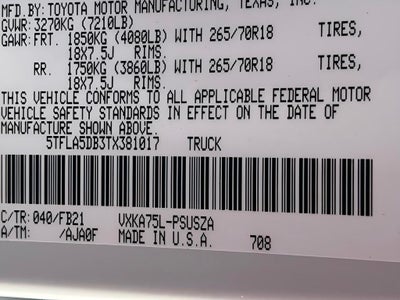 MFD. BY: TOYOTA MOTOR MANUFACTURING, TEXAS, INC.
GVWR: 3270KG (7210LB)
GAWR: FRT. 1850KG (4080LB) WITH 265/70R18 TIRES,
18X7.5J RIMS.
RR. 1750KG (3860LB) WITH 265/70R18 TIRES,
18X7.5J RIMS.
THIS VEHICLE CONFORMS TO ALL APPLICABLE FEDERAL MOTOR
VEHICLE SAFETY STANDARDS IN EFFECT ON THE DATE OF
MANUFACTURE SHOWN ABOVE.
5TFLA5DB3TX381017 TRUCK
C/TR: 040/FB21 VXKA75L-PSUSZA
A/TM: /AJA0F MADE IN U.S.A. 708